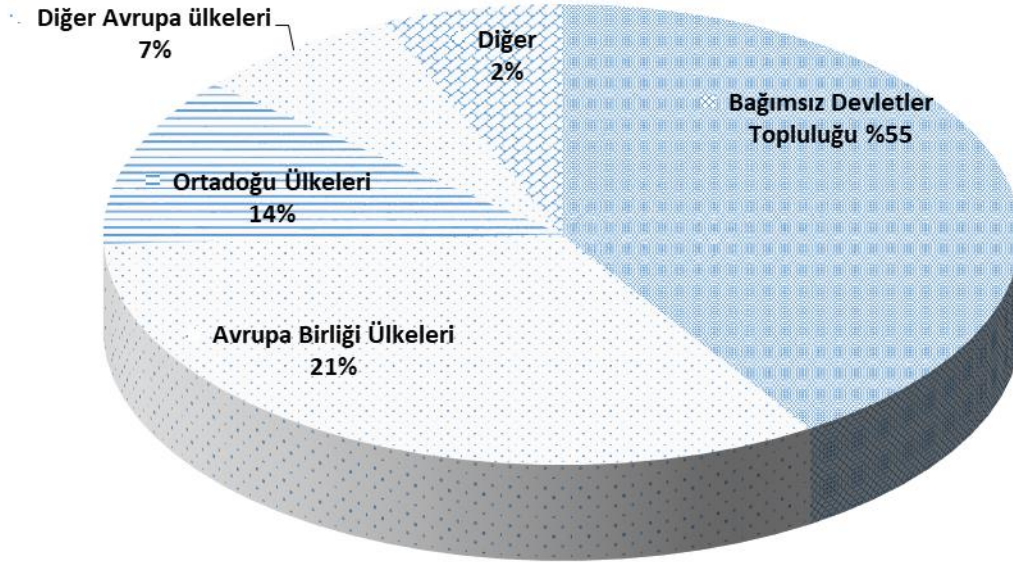 Diğer Avrupa ülkeleri
7%
Diğer
2%
Bağımsız Devletler
Topluluğu %55
Ortadoğu Ülkeleri
14%
Avrupa Birliği Ülkeleri
21%